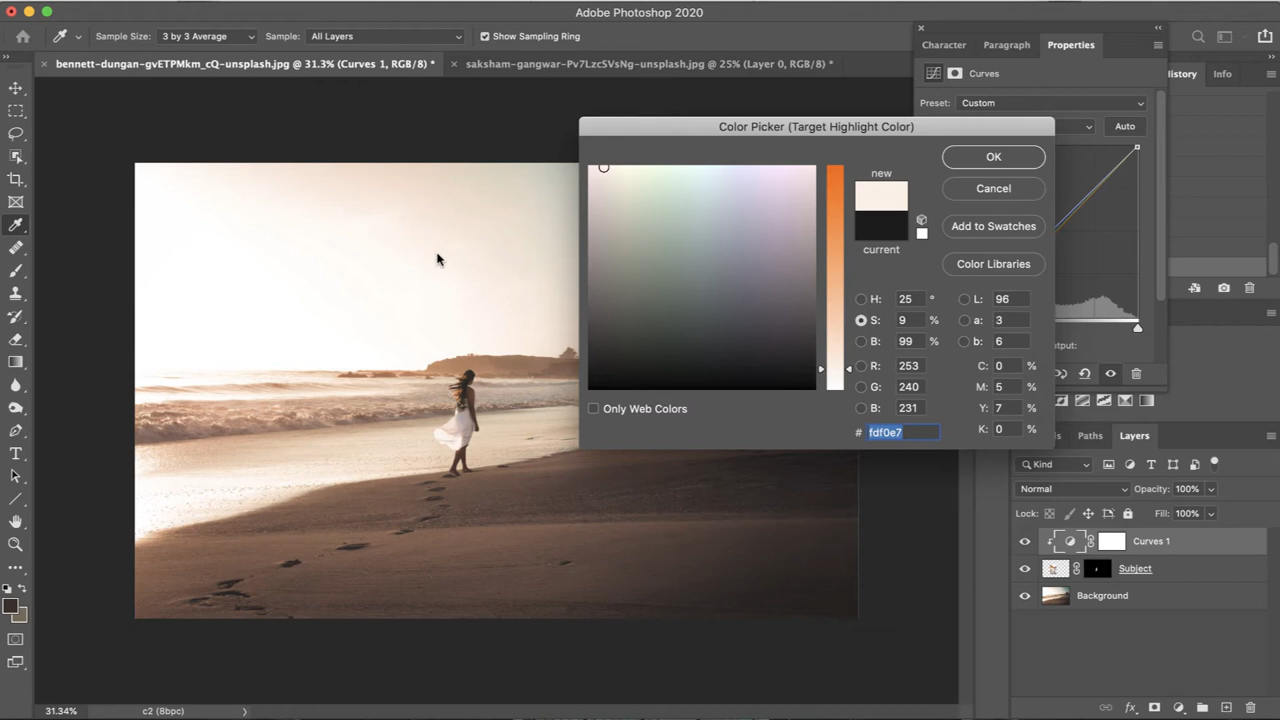 Adobe Photoshop 2020
Sample Size: 3 by 3 Average Sample: All Layers Show Sampling Ring
bennett-dungan-gvETPMkm_cQ-unsplash.jpg @ 31.3% (Curves 1, RGB/8) *
saksham-gangwar-Pv7LzcSVsNg-unsplash.jpg @ 25% (Layer 0, RGB/8) *
Character Paragraph Properties
History Info
Curves
Preset: Custom
Auto
Color Picker (Target Highlight Color)
new
current
OK
Cancel
Add to Swatches
Color Libraries
H: 25 ° L: 96
S: 9 % a: 3
B: 99 % b: 6
R: 253 C: 0 %
G: 240 M: 5 %
B: 231 Y: 7 %
# fdf0e7 K: 0 %
Only Web Colors
Paths Layers
Kind
Normal Opacity: 100%
Lock: Fill: 100%
Curves 1
Subject
Background
31.34% c2 (8bpc)